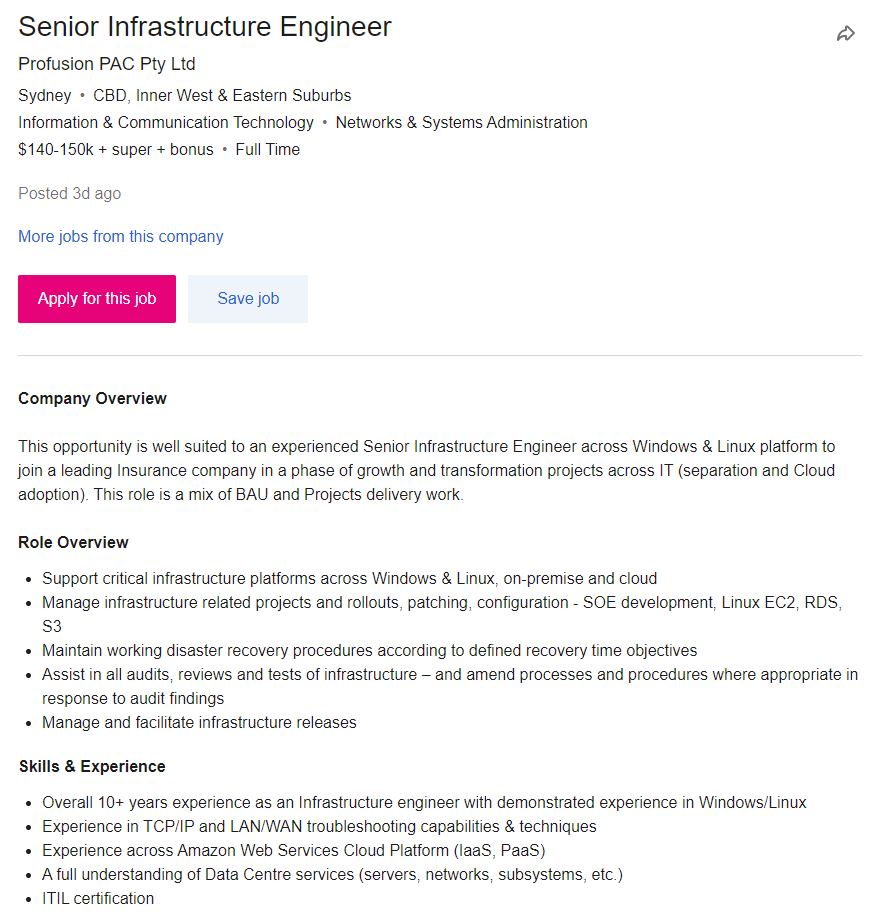 Senior Infrastructure Engineer
Profusion PAC Pty Ltd
Sydney • CBD, Inner West & Eastern Suburbs
Information & Communication Technology • Networks & Systems Administration
$140-150k + super + bonus • Full Time
Posted 3d ago
More jobs from this company
Apply for this job
Save job
Company Overview
This opportunity is well suited to an experienced Senior Infrastructure Engineer across Windows & Linux platform to
join a leading Insurance company in a phase of growth and transformation projects across IT (separation and Cloud
adoption). This role is a mix of BAU and Projects delivery work.
Role Overview
• Support critical infrastructure platforms across Windows & Linux, on-premise and cloud
• Manage infrastructure related projects and rollouts, patching, configuration - SOE development, Linux EC2, RDS,
S3
• Maintain working disaster recovery procedures according to defined recovery time objectives
• Assist in all audits, reviews and tests of infrastructure – and amend processes and procedures where appropriate in
response to audit findings
• Manage and facilitate infrastructure releases
Skills & Experience
• Overall 10+ years experience as an Infrastructure engineer with demonstrated experience in Windows/Linux
• Experience in TCP/IP and LAN/WAN troubleshooting capabilities & techniques
• Experience across Amazon Web Services Cloud Platform (IaaS, PaaS)
• A full understanding of Data Centre services (servers, networks, subsystems, etc.)
• ITIL certification